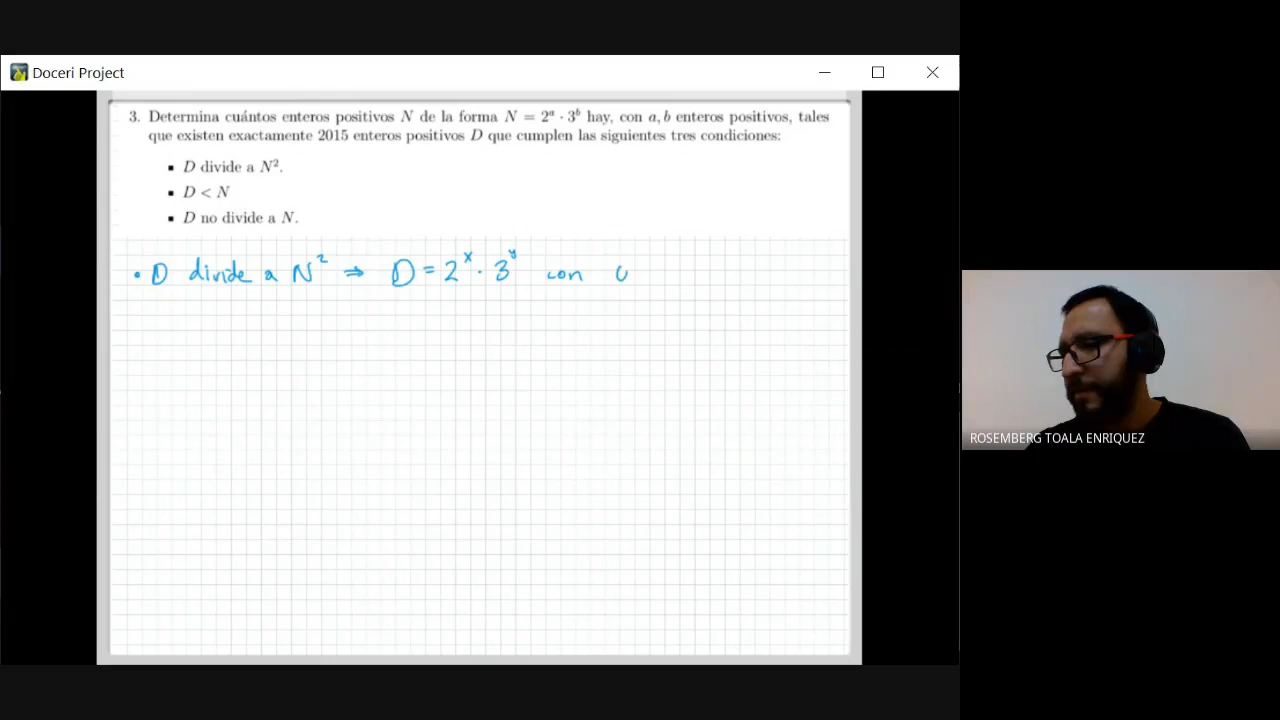 Doceri Project
3. Determina cuántos enteros positivos N de la forma N = 2^a · 3^b hay, con a, b enteros positivos, tales
que existen exactamente 2015 enteros positivos D que cumplen las siguientes tres condiciones:
▪ D divide a N².
▪ D < N
▪ D no divide a N.
• D divide a N² ⇒ D = 2^x · 3^y con
ROSEMBERG TOALA ENRIQUEZ